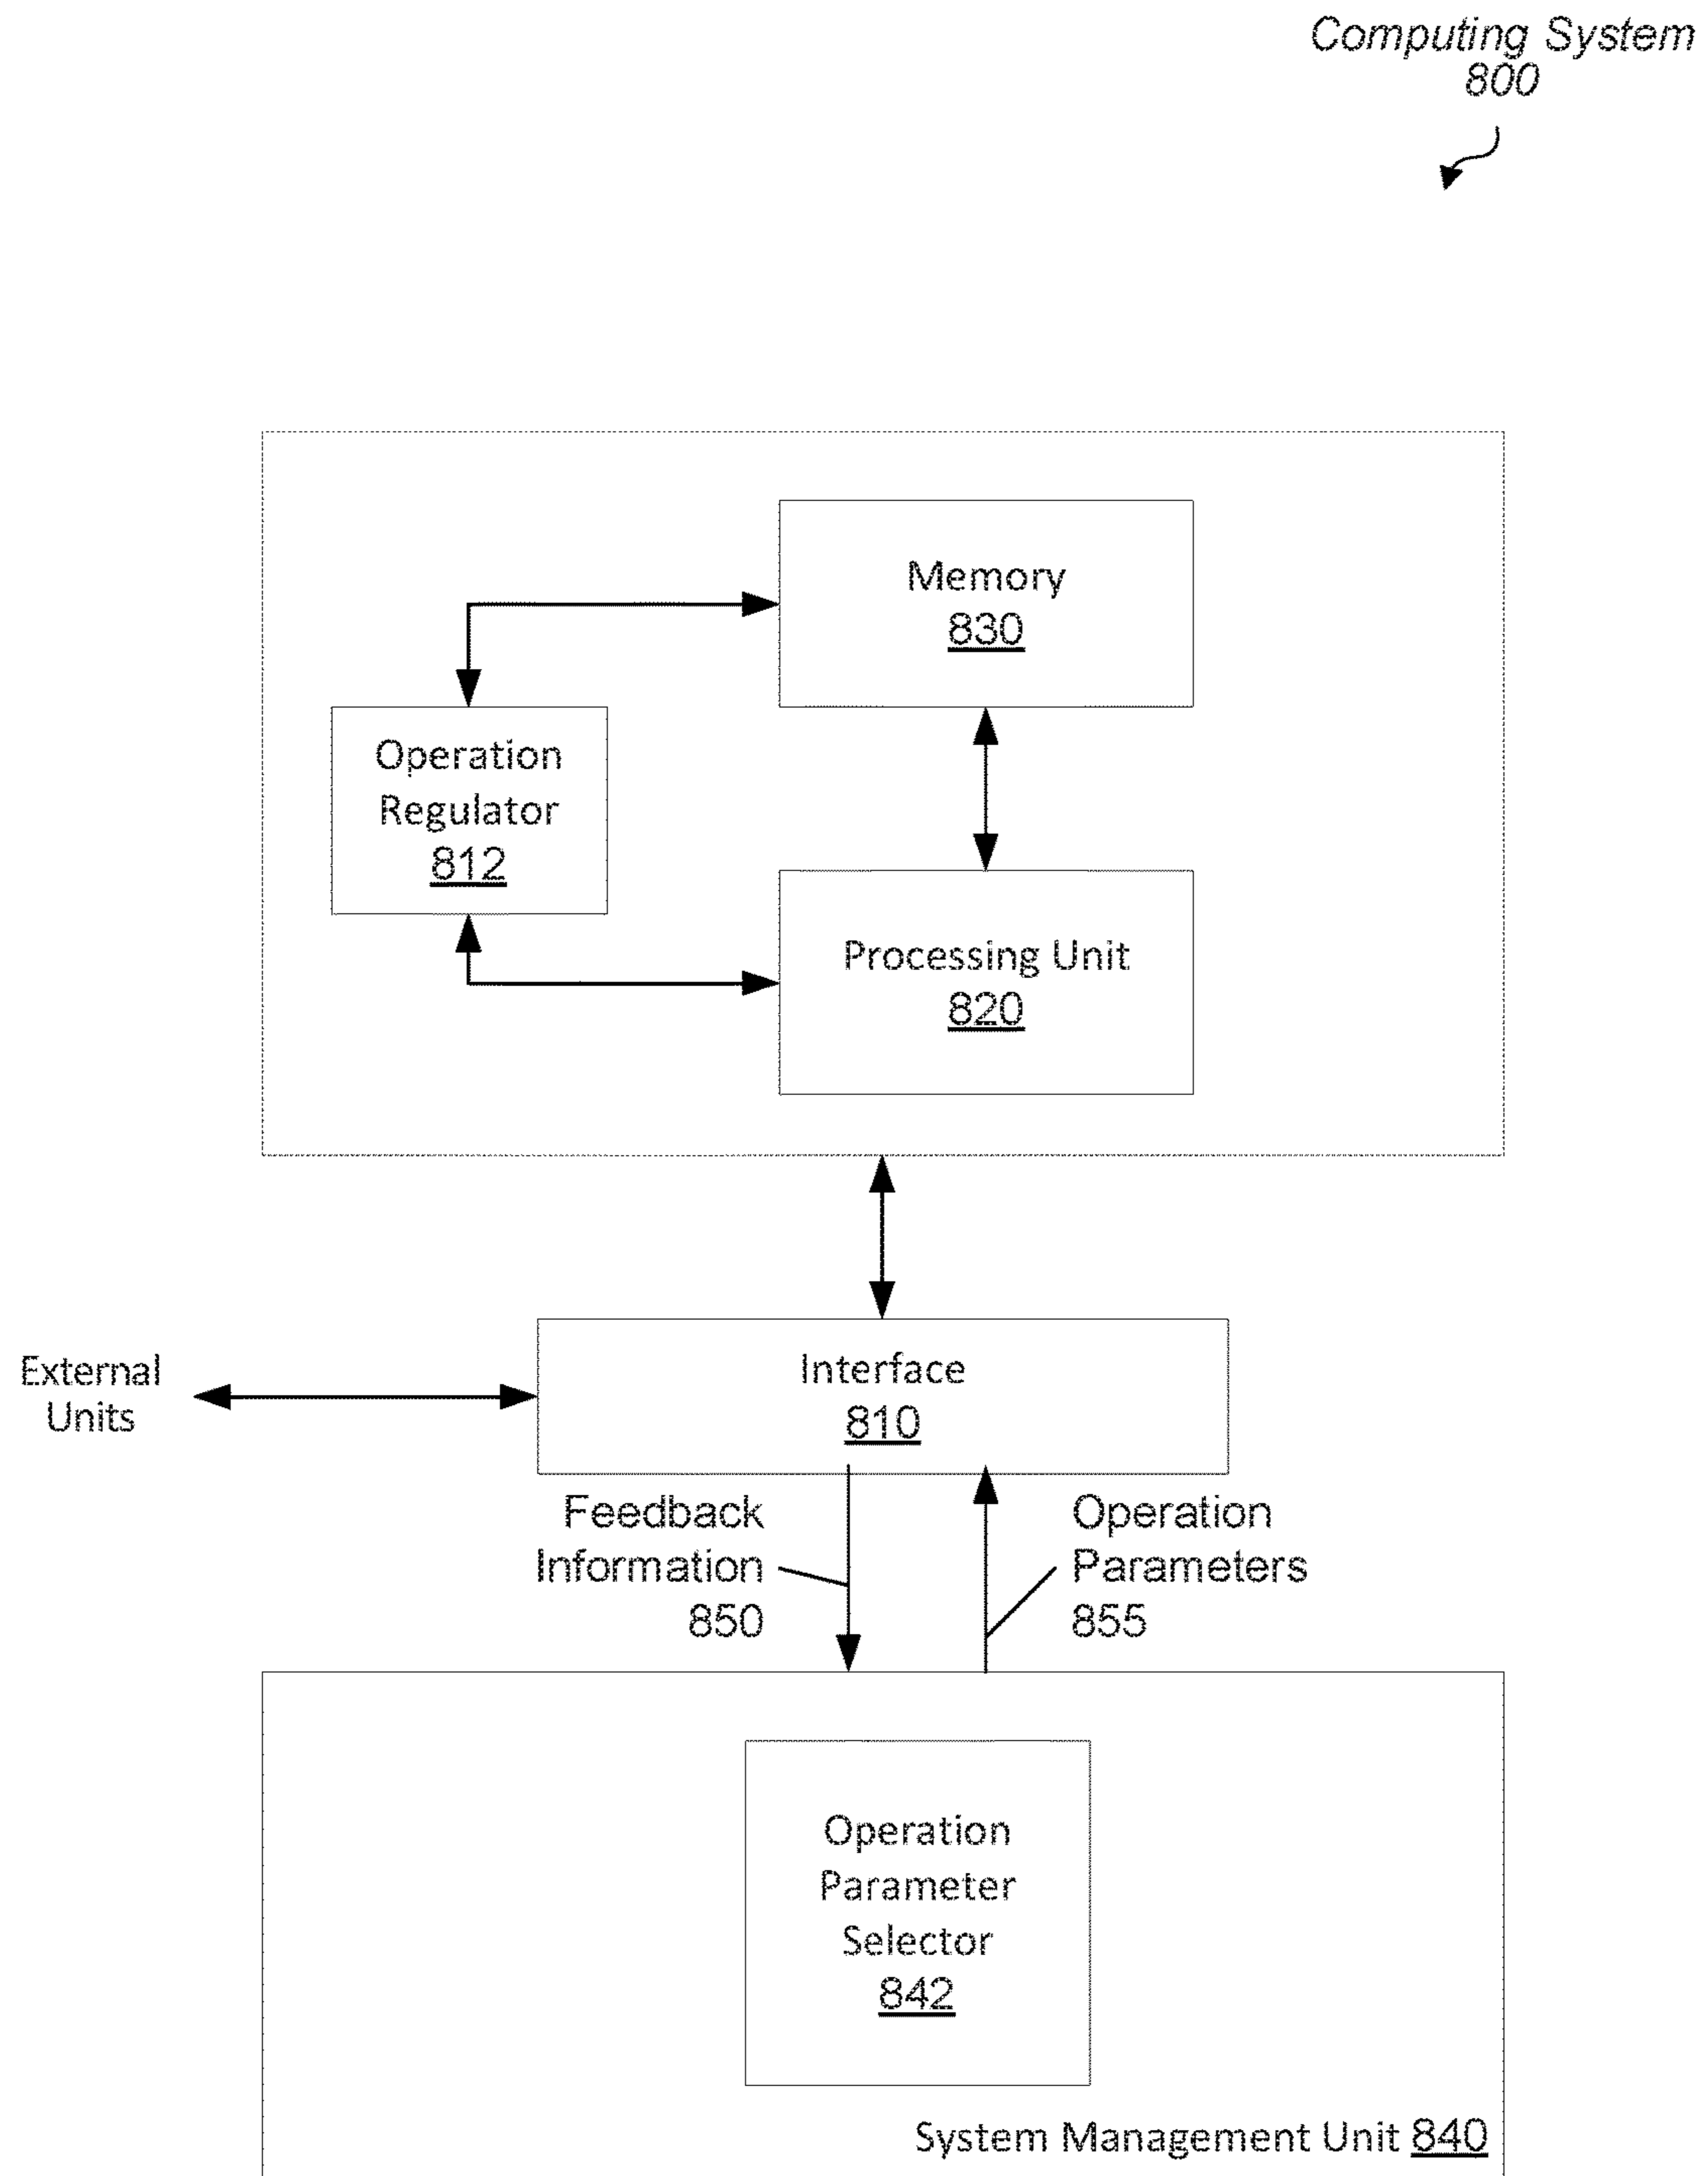 Computing System
800
Memory
830
Operation
Regulator
812
Processing Unit
820
External
Units
Interface
810
Feedback
Information
850
Operation
Parameters
855
Operation
Parameter
Selector
842
System Management Unit 840